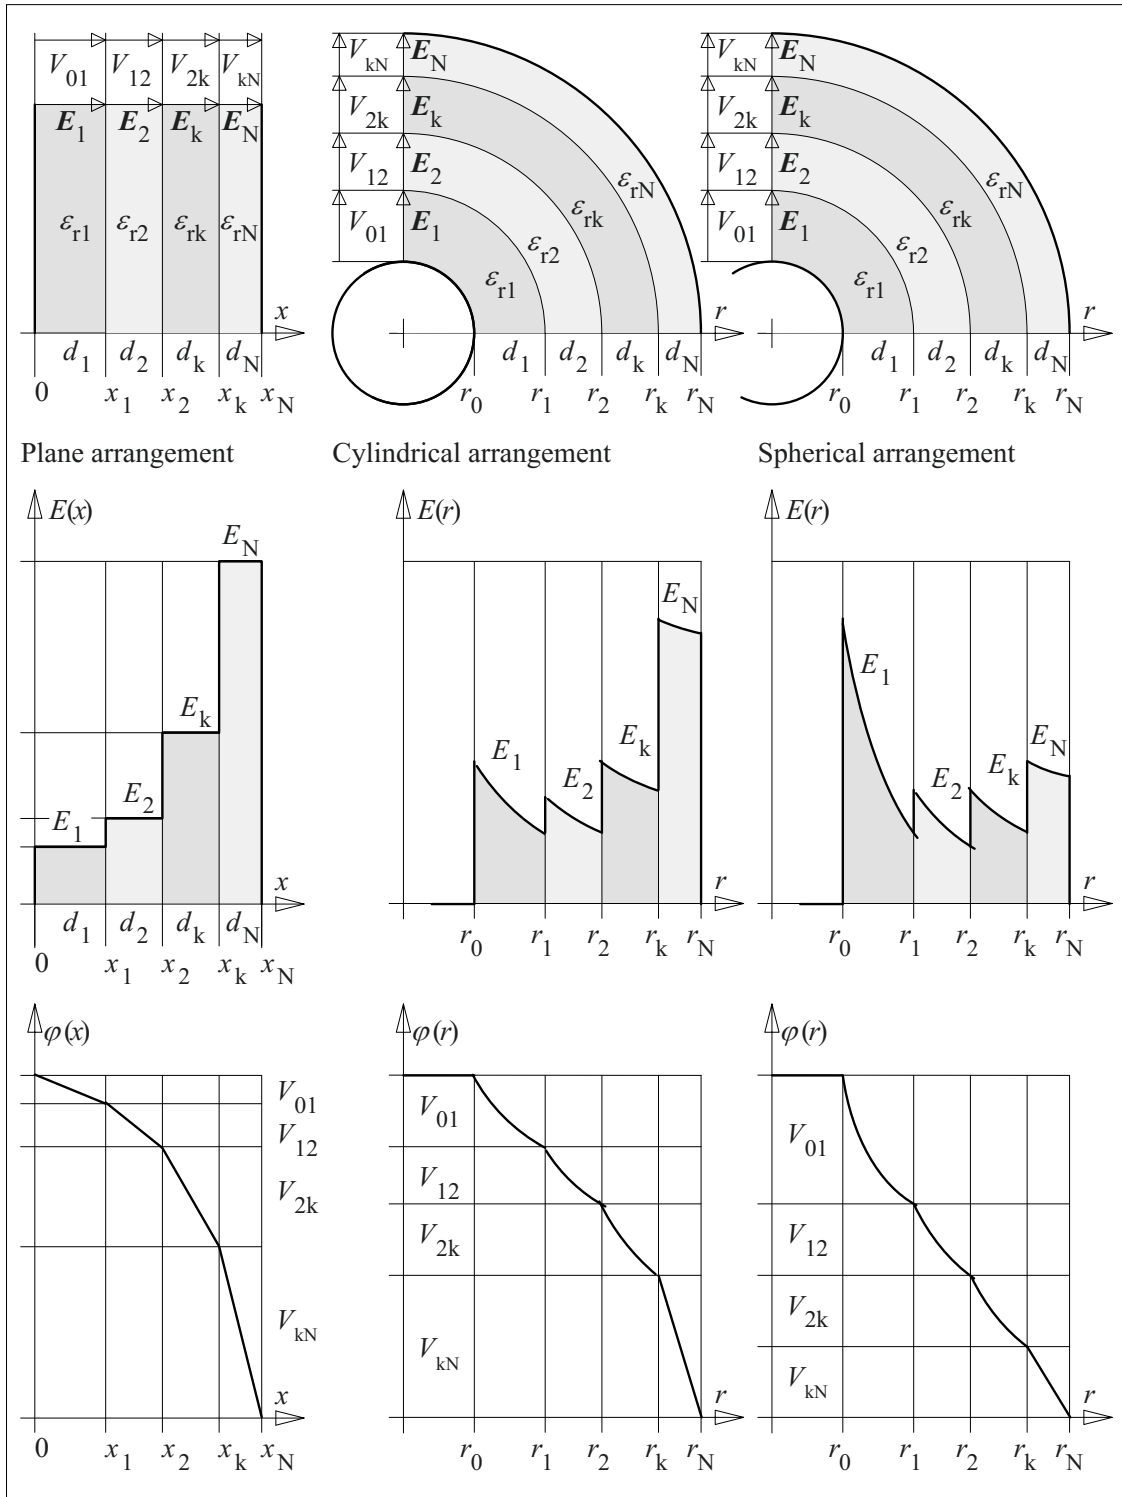 V01 V12 V2k VkN
E1 E2 Ek EN
εr1 εr2 εrk εrN
x
d1 d2 dk dN
0 x1 x2 xk xN
VkN EN
V2k Ek
V12 E2
V01 E1
εrN
εrk
εr2
εr1
r
d1 d2 dk dN
r0 r1 r2 rk rN
VkN EN
V2k Ek
V12 E2
V01 E1
εrN
εrk
εr2
εr1
r
d1 d2 dk dN
r0 r1 r2 rk rN
Plane arrangement
Cylindrical arrangement
Spherical arrangement
E(x)
EN
Ek
E2
E1
x
d1 d2 dk dN
0 x1 x2 xk xN
E(r)
EN
E1 E2 Ek
r
r0 r1 r2 rk rN
E(r)
E1
E2 Ek EN
r
r0 r1 r2 rk rN
φ(x)
V01
V12
V2k
VkN
x
0 x1 x2 xk xN
φ(r)
V01
V12
V2k
VkN
r
r0 r1 r2 rk rN
φ(r)
V01
V12
V2k
VkN
r
r0 r1 r2 rk rN